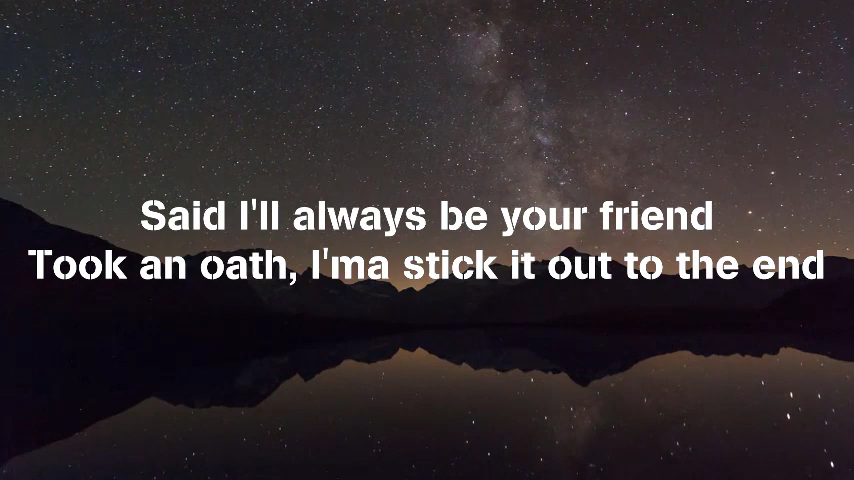 Said I'll always be your friend
Took an oath, I'ma stick it out to the end